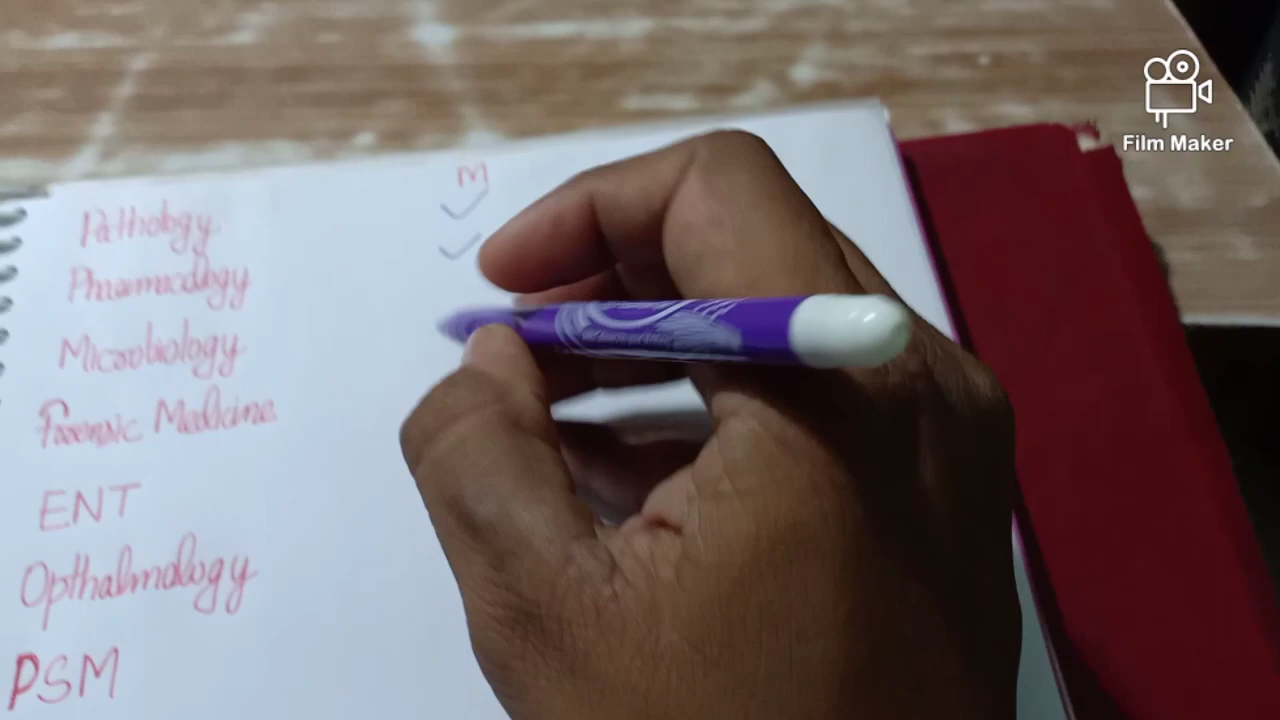 Film Maker
M
Pathology
Pharmacology
Microbiology
Forensic Medicine
ENT
Opthalmology
PSM